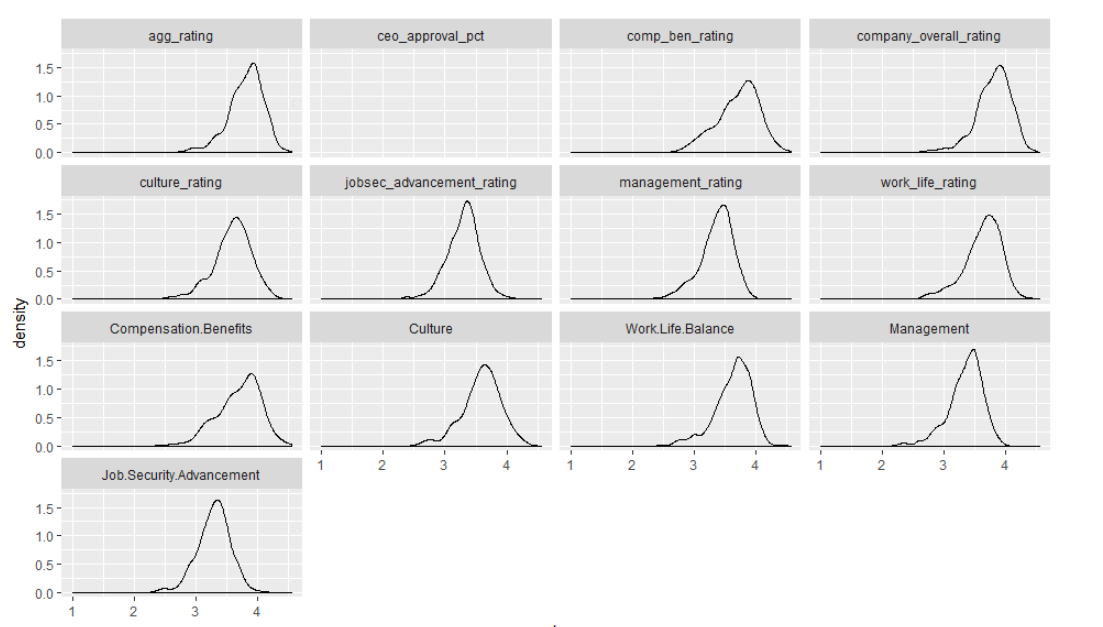 agg_rating ceo_approval_pct comp_ben_rating company_overall_rating
1.5
1.0
0.5
0.0
culture_rating jobsec_advancement_rating management_rating work_life_rating
1.5
1.0
0.5
0.0
density
Compensation.Benefits Culture Work.Life.Balance Management
1.5
1.0
0.5
0.0
1 2 3 4 1 2 3 4 1 2 3 4
Job.Security.Advancement
1.5
1.0
0.5
0.0
1 2 3 4